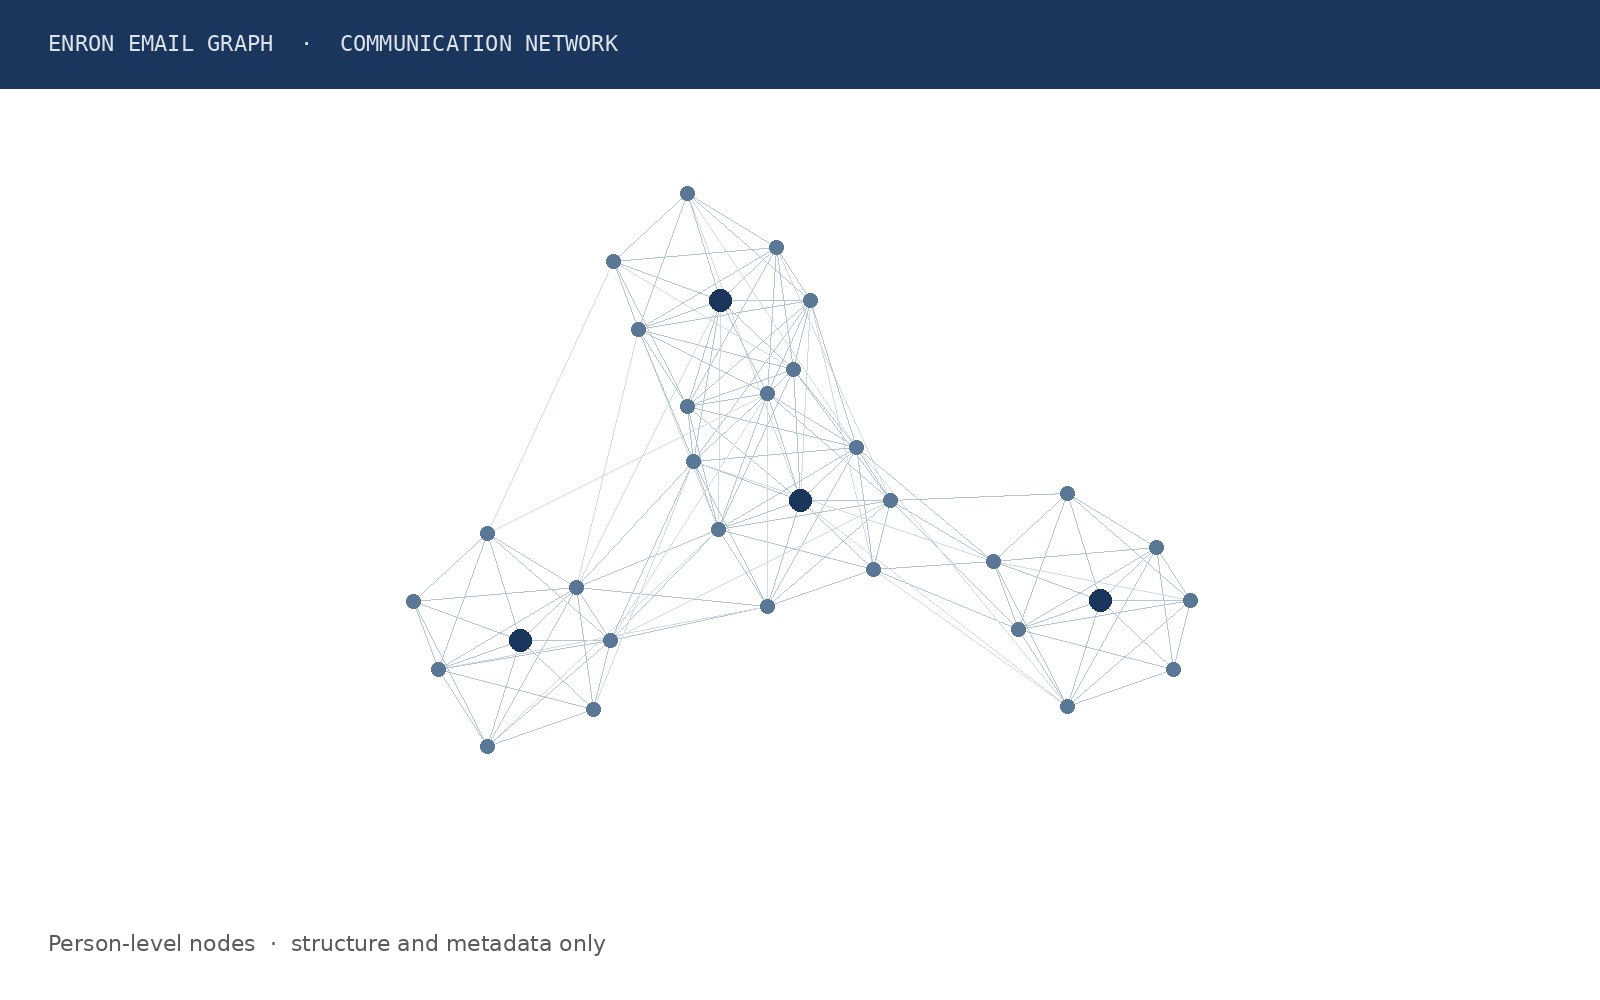 ENRON EMAIL GRAPH · COMMUNICATION NETWORK
Person-level nodes · structure and metadata only